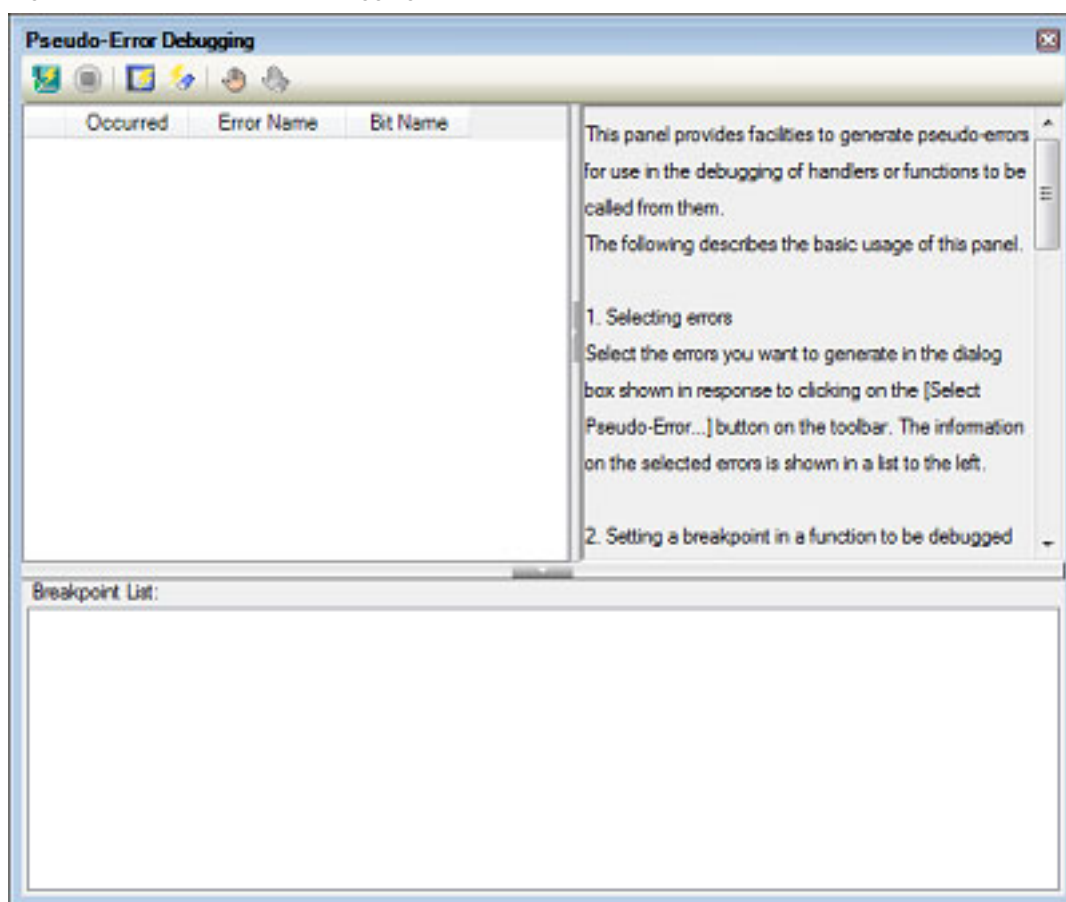 Pseudo-Error Debugging
Occurred Error Name Bit Name
This panel provides facilities to generate pseudo-errors
for use in the debugging of handlers or functions to be
called from them.
The following describes the basic usage of this panel.
1. Selecting errors
Select the errors you want to generate in the dialog
box shown in response to clicking on the [Select
Pseudo-Error...] button on the toolbar. The information
on the selected errors is shown in a list to the left.
2. Setting a breakpoint in a function to be debugged
Breakpoint List: